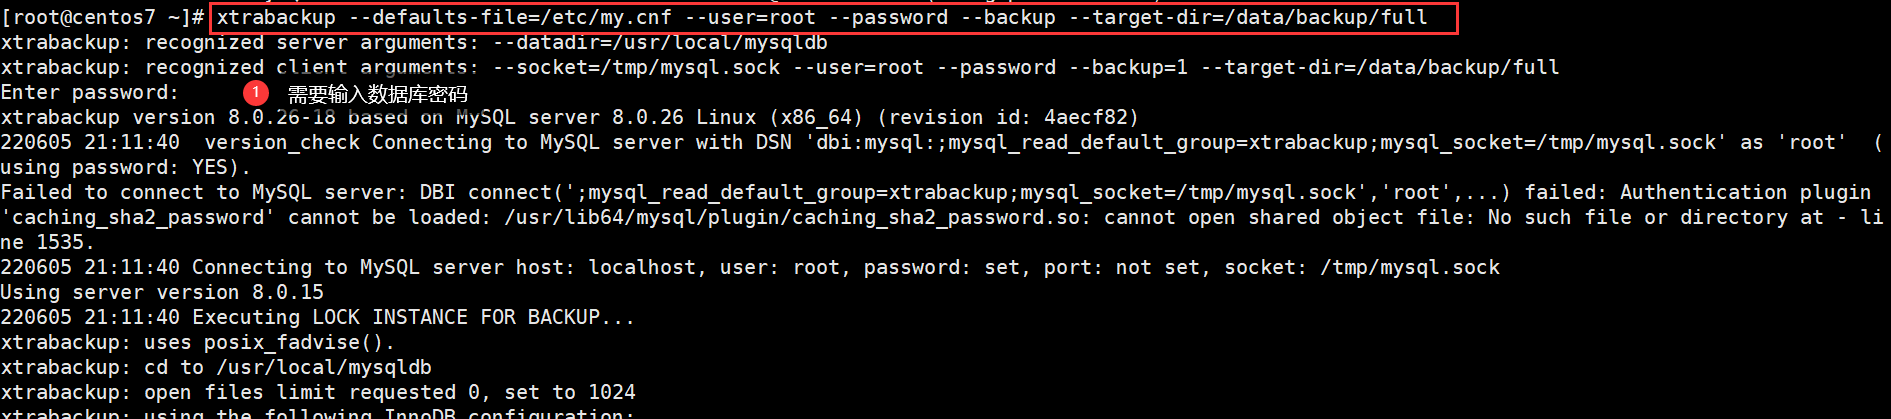 [root@centos7 ~]# xtrabackup --defaults-file=/etc/my.cnf --user=root --password --backup --target-dir=/data/backup/full
xtrabackup: recognized server arguments: --datadir=/usr/local/mysqldb
xtrabackup: recognized client arguments: --socket=/tmp/mysql.sock --user=root --password --backup=1 --target-dir=/data/backup/full
Enter password: 1 需要输入数据库密码
xtrabackup version 8.0.26-18 based on MySQL server 8.0.26 Linux (x86_64) (revision id: 4aecf82)
220605 21:11:40  version_check Connecting to MySQL server with DSN 'dbi:mysql:;mysql_read_default_group=xtrabackup;mysql_socket=/tmp/mysql.sock' as 'root'  (
using password: YES).
Failed to connect to MySQL server: DBI connect(';mysql_read_default_group=xtrabackup;mysql_socket=/tmp/mysql.sock','root',...) failed: Authentication plugin
'caching_sha2_password' cannot be loaded: /usr/lib64/mysql/plugin/caching_sha2_password.so: cannot open shared object file: No such file or directory at - li
ne 1535.
220605 21:11:40 Connecting to MySQL server host: localhost, user: root, password: set, port: not set, socket: /tmp/mysql.sock
Using server version 8.0.15
220605 21:11:40 Executing LOCK INSTANCE FOR BACKUP...
xtrabackup: uses posix_fadvise().
xtrabackup: cd to /usr/local/mysqldb
xtrabackup: open files limit requested 0, set to 1024
xtrabackup: using the following InnoDB configuration: